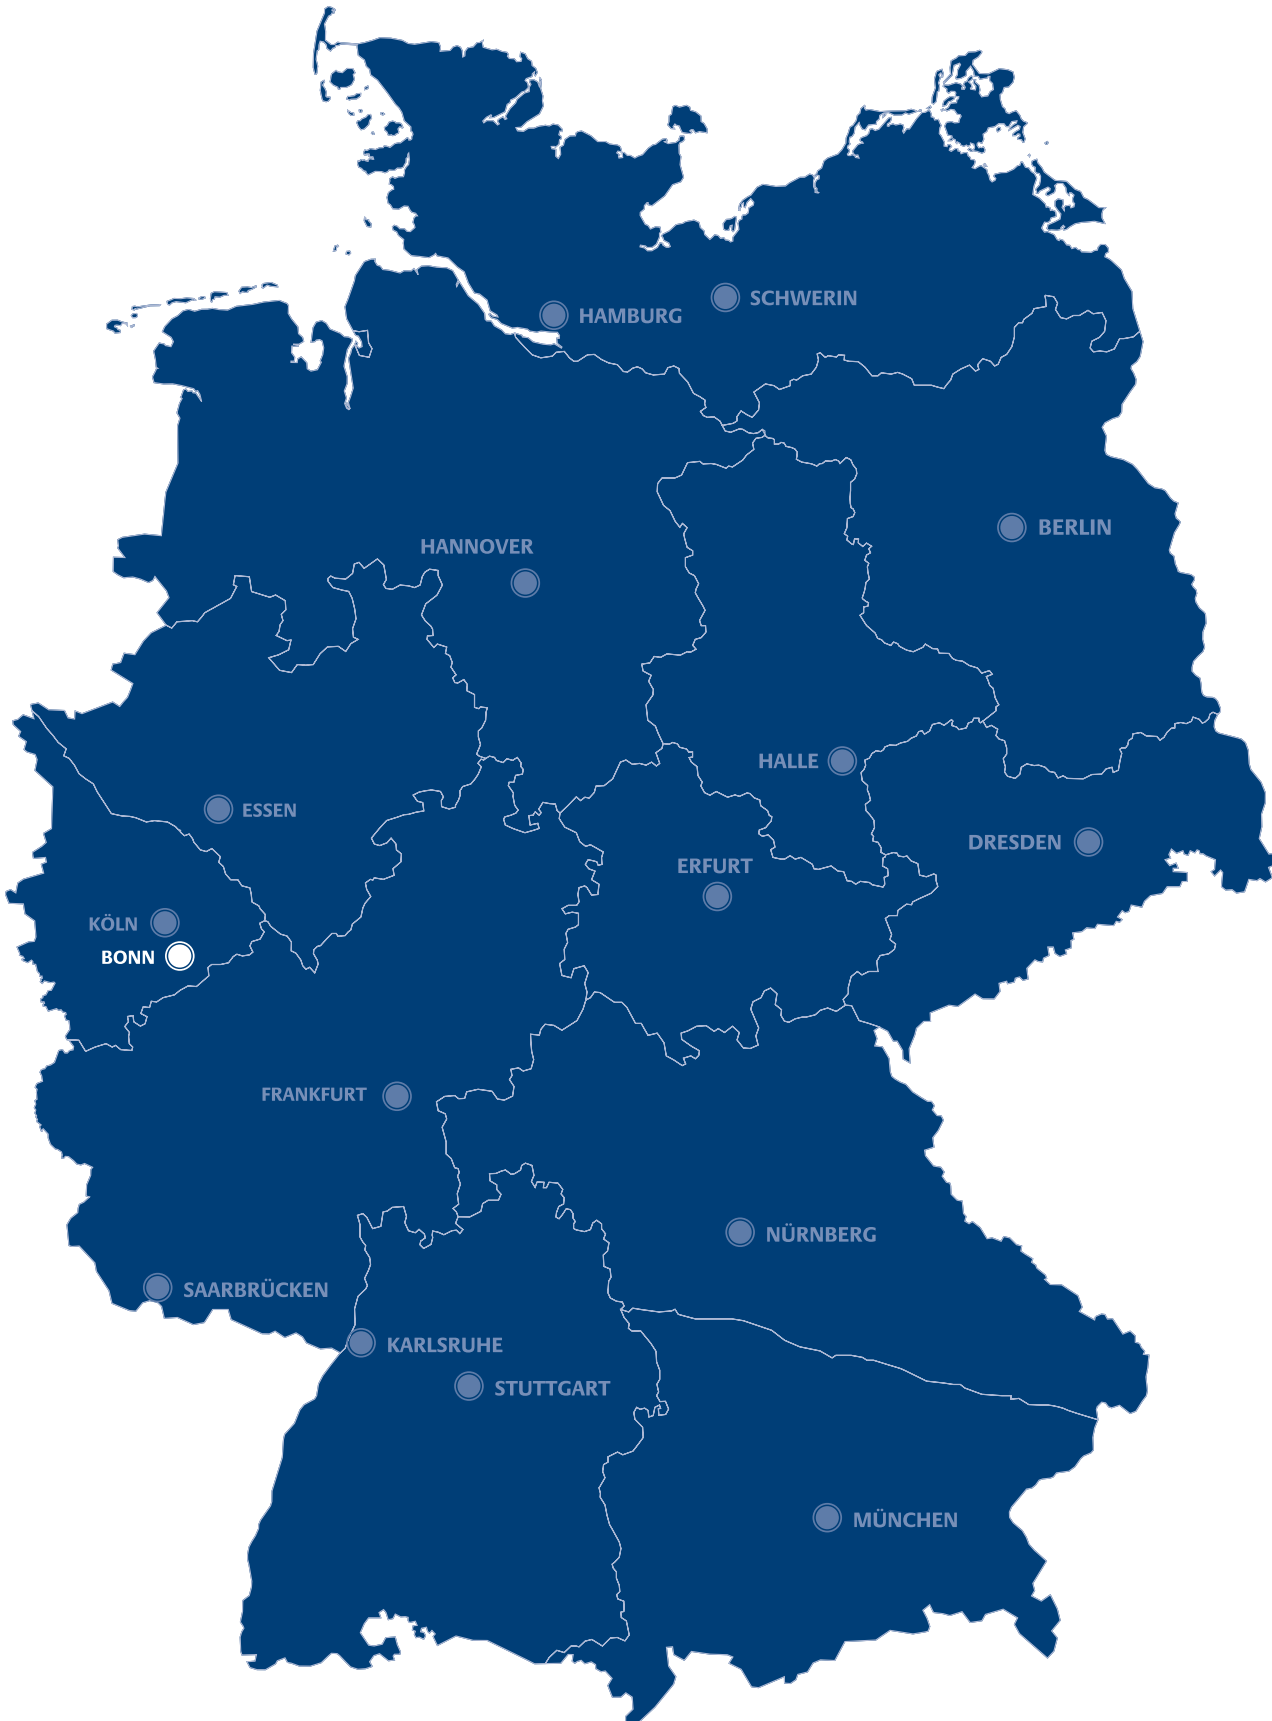 SCHWERIN
HAMBURG
BERLIN
HANNOVER
HALLE
ESSEN
DRESDEN
ERFURT
KÖLN
BONN
FRANKFURT
NÜRNBERG
SAARBRÜCKEN
KARLSRUHE
STUTTGART
MÜNCHEN